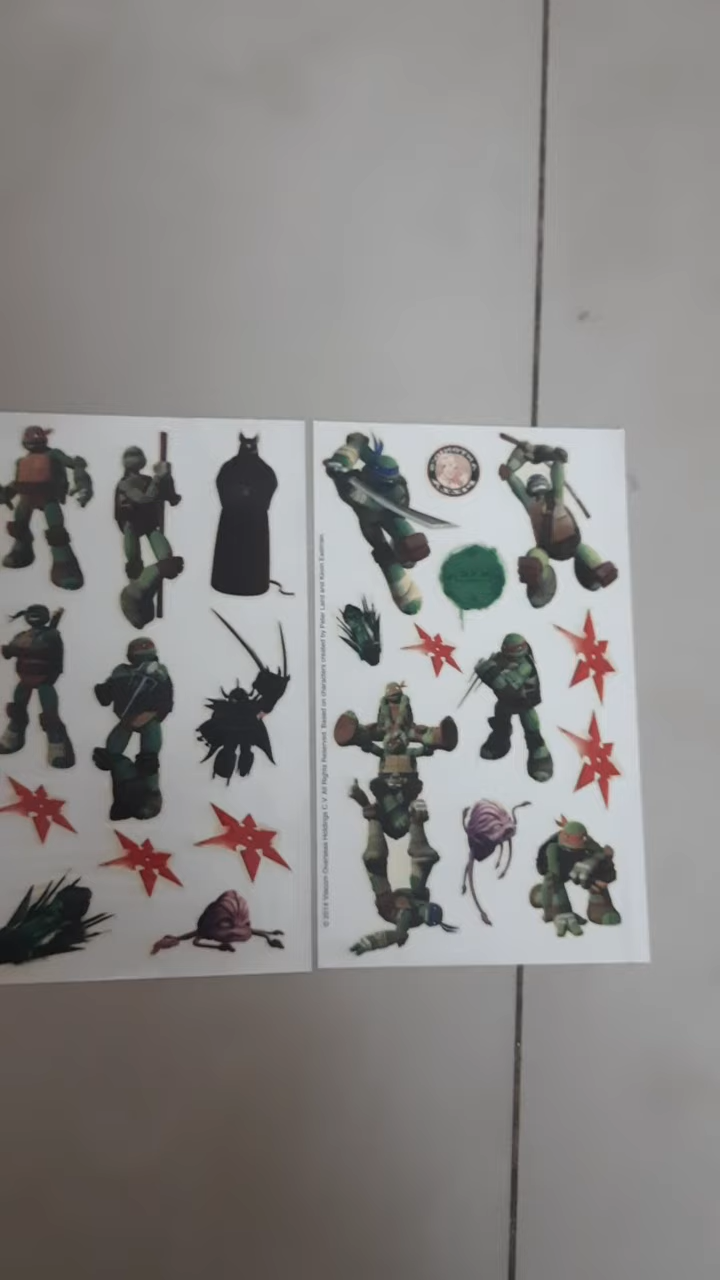 © 2014 Viacom Overseas Holdings C.V. All Rights Reserved. Based on characters created by Peter Laird and Kevin Eastman.